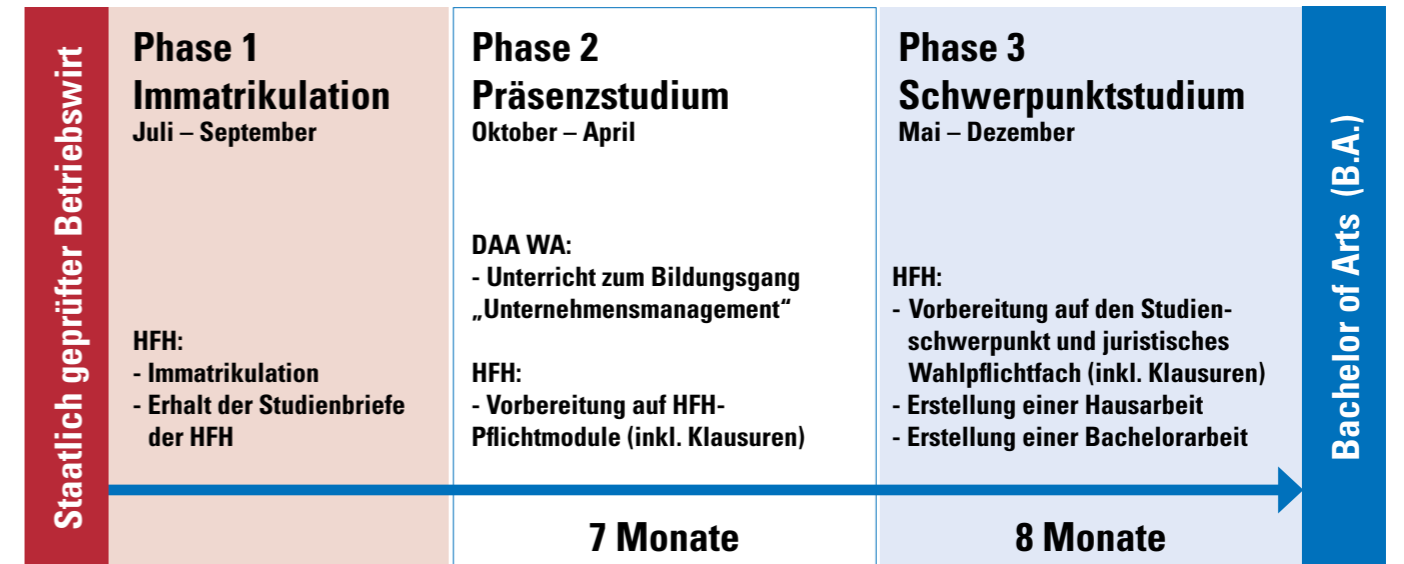 Staatlich geprüfter Betriebswirt
Phase 1
Immatrikulation
Juli – September
HFH:
- Immatrikulation
- Erhalt der Studienbriefe
der HFH
Phase 2
Präsenzstudium
Oktober – April
DAA WA:
- Unterricht zum Bildungsgang
„Unternehmensmanagement“
HFH:
- Vorbereitung auf HFH-
Pflichtmodule (inkl. Klausuren)
7 Monate
Phase 3
Schwerpunktstudium
Mai – Dezember
HFH:
- Vorbereitung auf den Studien-
schwerpunkt und juristisches
Wahlpflichtfach (inkl. Klausuren)
- Erstellung einer Hausarbeit
- Erstellung einer Bachelorarbeit
8 Monate
Bachelor of Arts (B.A.)